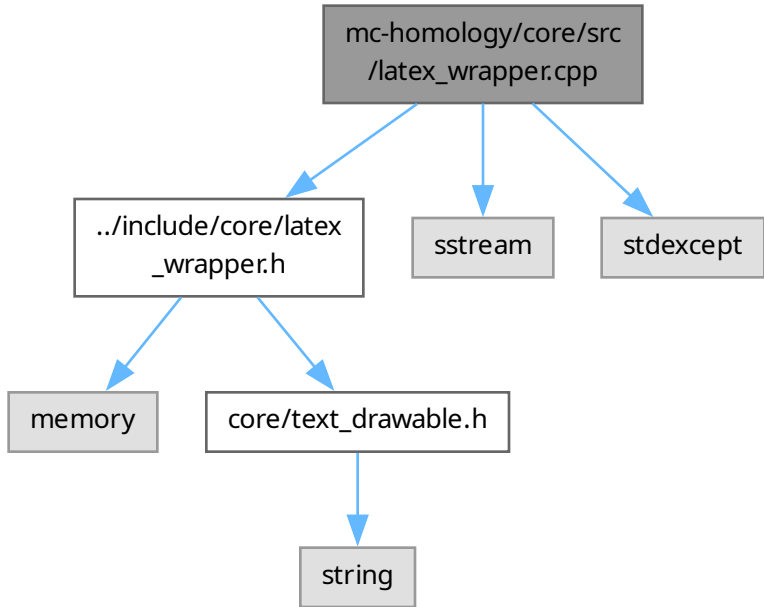 mc-homology/core/src
/latex_wrapper.cpp
../include/core/latex
_wrapper.h
sstream
stdexcept
memory
core/text_drawable.h
string